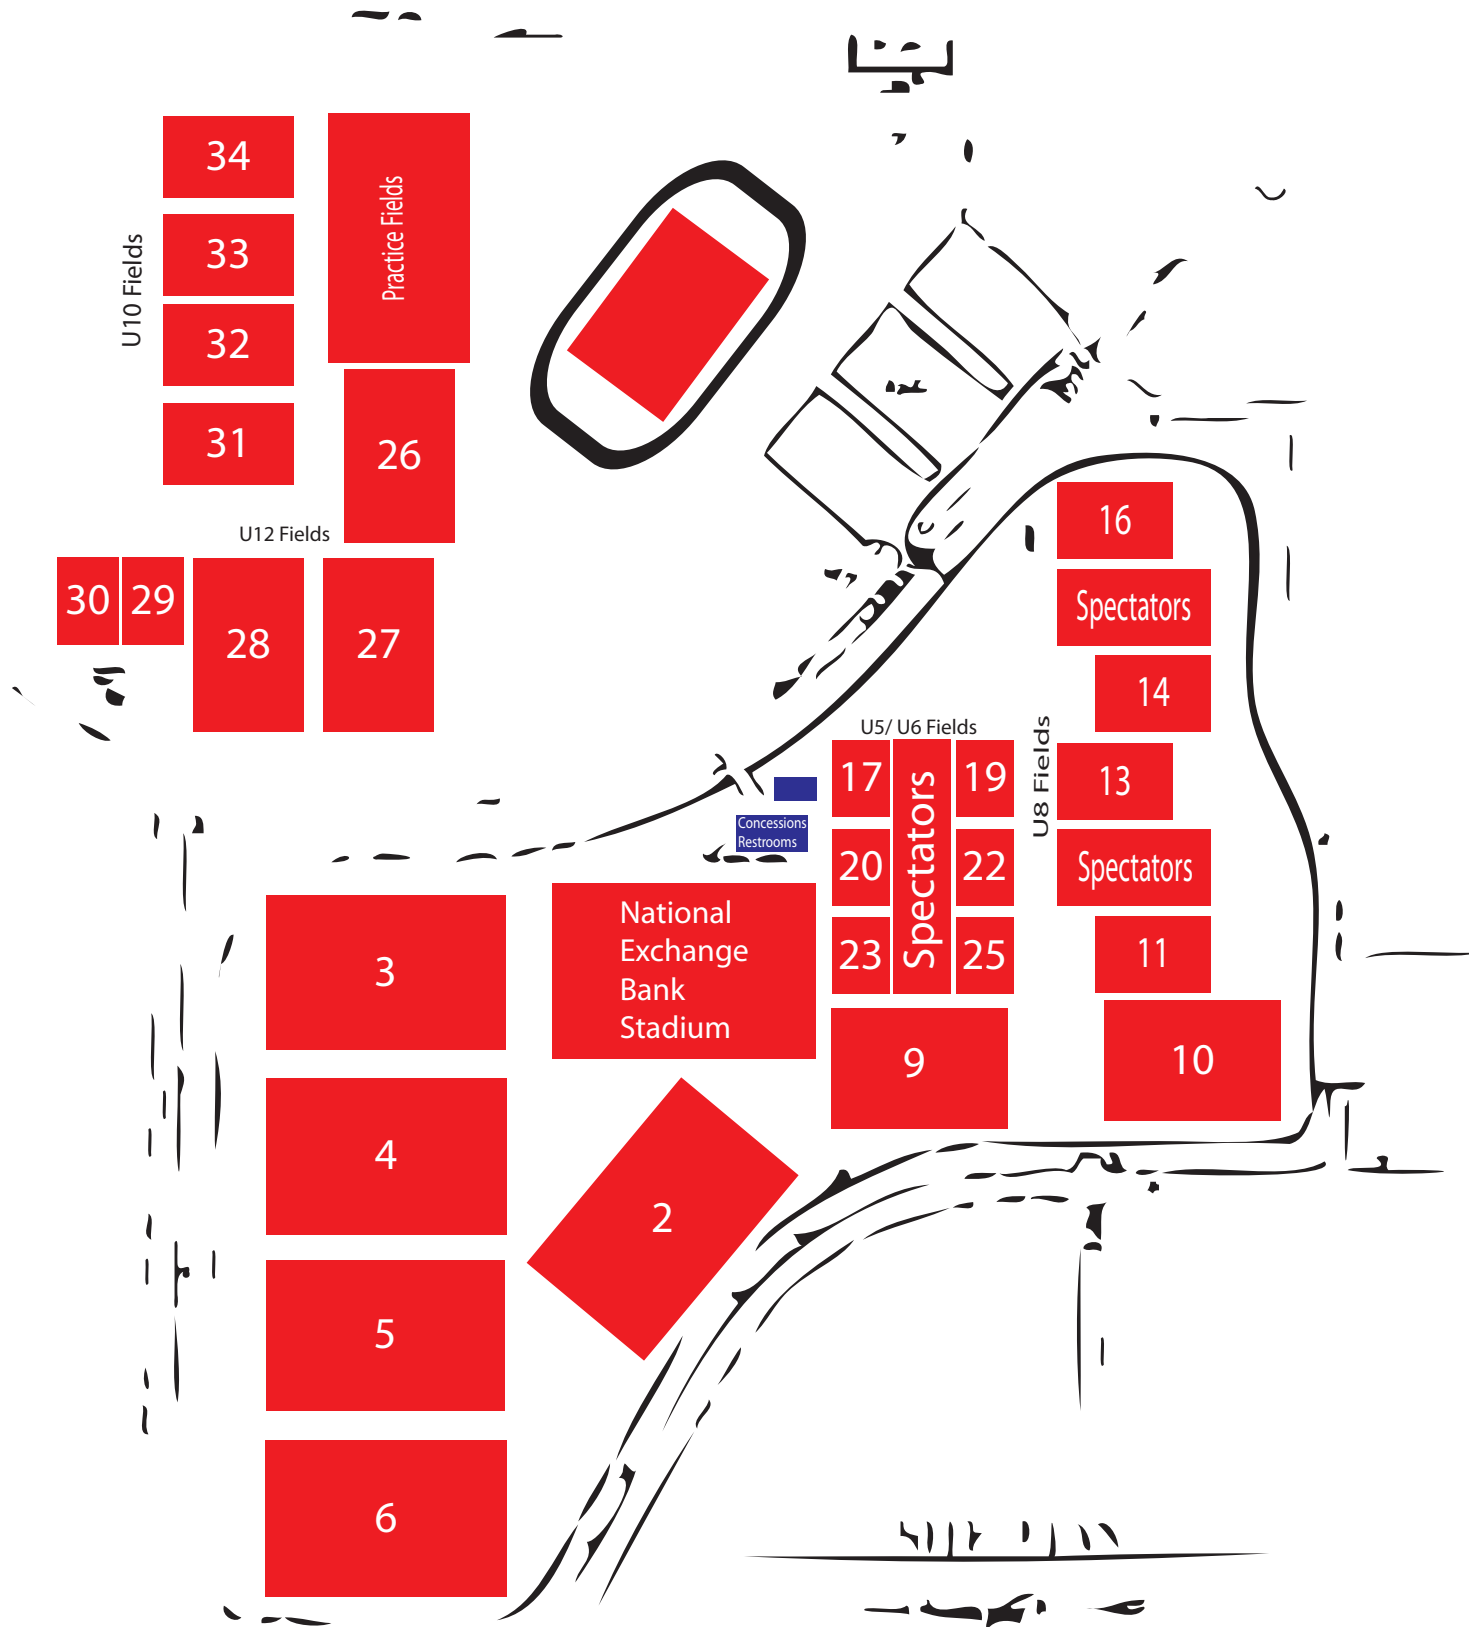 34
33
32
31
U10 Fields
Practice Fields
26
U12 Fields
30
29
28
27
16
Spectators
14
13
Spectators
11
U8 Fields
U5/ U6 Fields
17
19
20
22
23
25
Spectators
Concessions
Restrooms
National
Exchange
Bank
Stadium
3
4
5
6
2
9
10